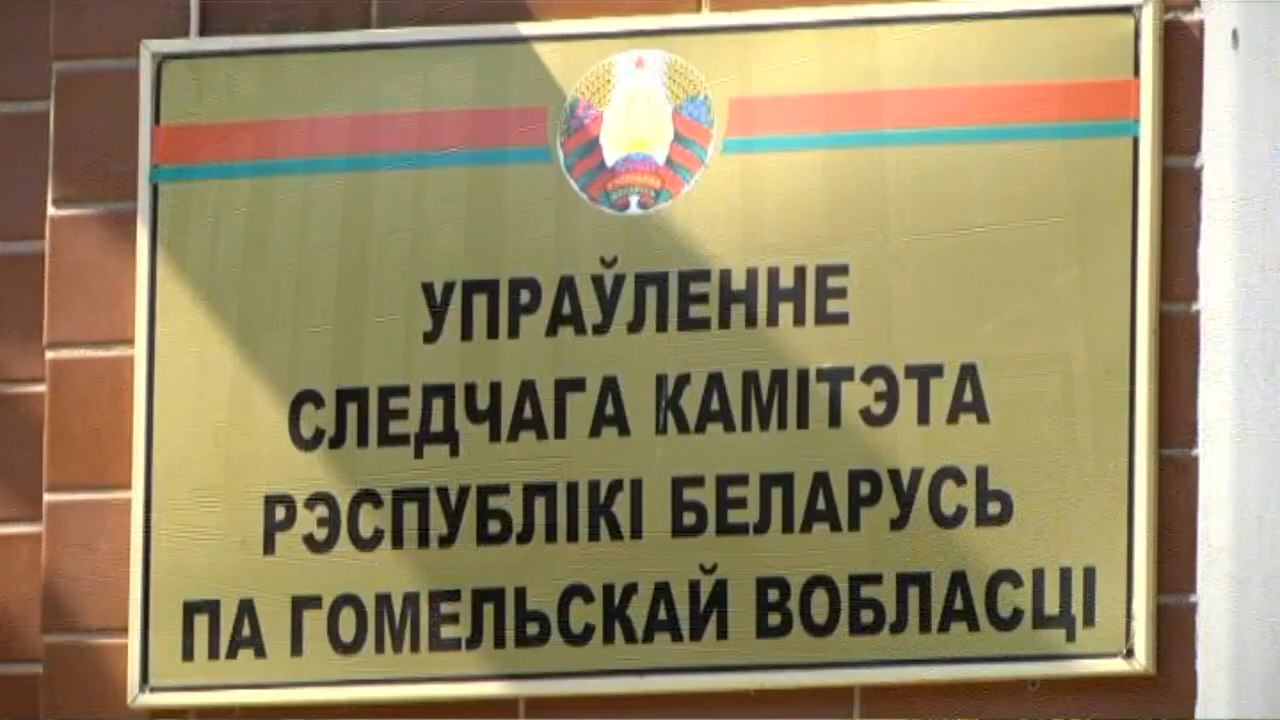 УПРАЎЛЕННЕ
СЛЕДЧАГА КАМІТЭТА
РЭСПУБЛІКІ БЕЛАРУСЬ
ПА ГОМЕЛЬСКАЙ ВОБЛАСЦІ